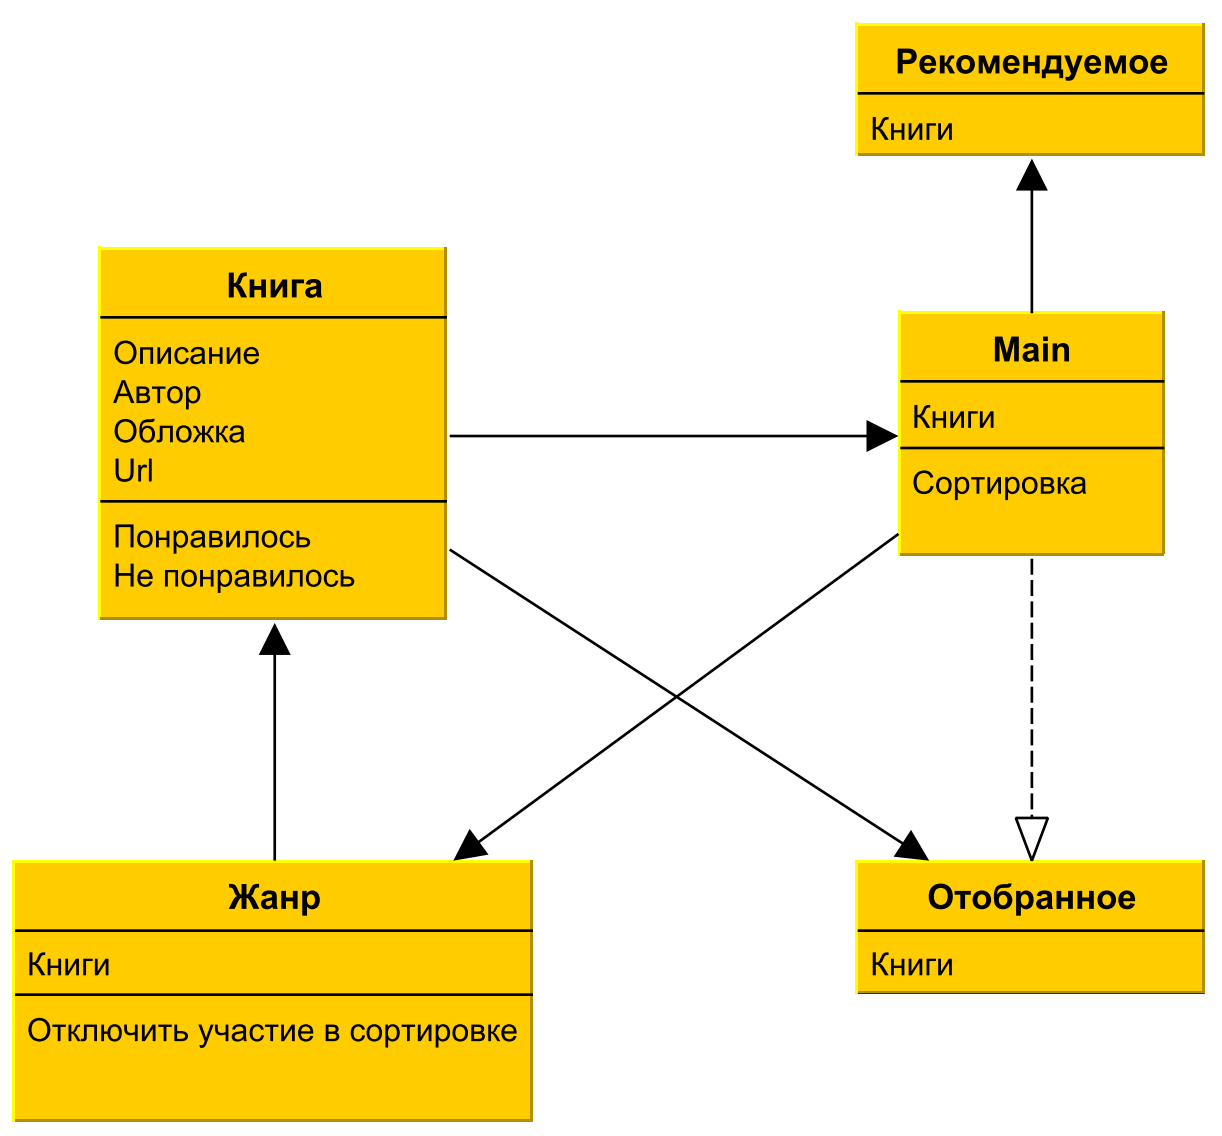 Рекомендуемое
Книги
Книга
Описание
Автор
Обложка
Url
Понравилось
Не понравилось
Main
Книги
Сортировка
Жанр
Книги
Отключить участие в сортировке
Отобранное
Книги